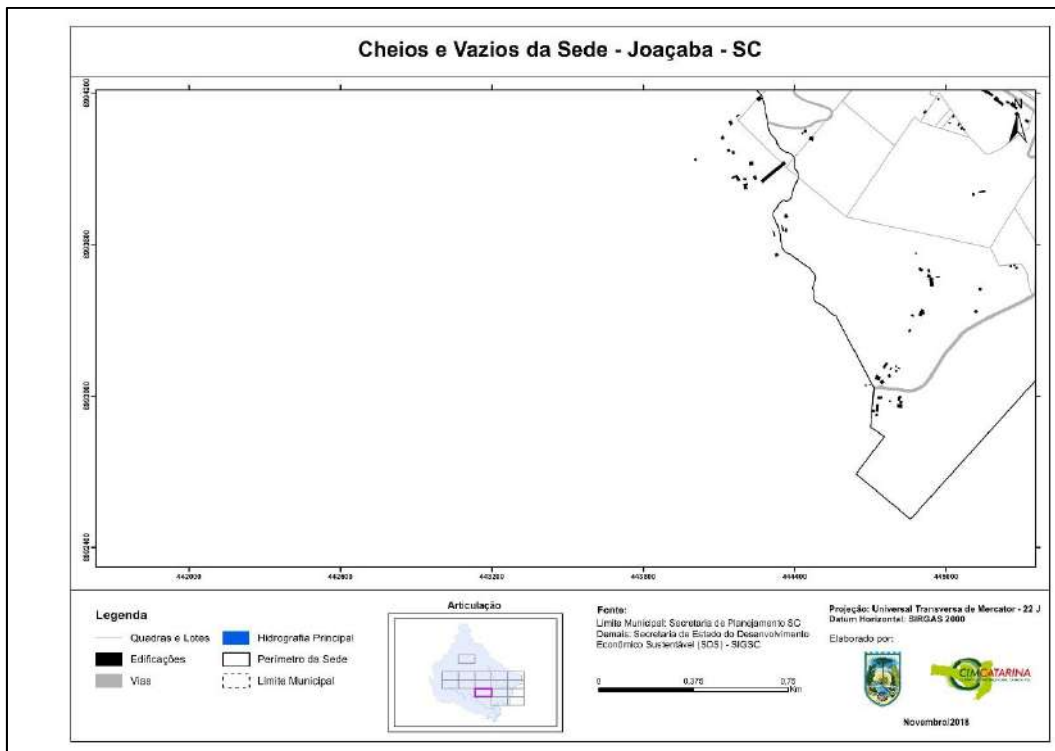 Cheios e Vazios da Sede - Joaçaba - SC
N
442000
442600
443200
443800
444400
445000
Legenda
Quadras e Lotes
Edificações
Vias
Hidrografia Principal
Perímetro da Sede
Limite Municipal
Articulação
Fonte:
Limite Municipal: Secretaria de Planejamento SC
Demais: Secretaria de Estado do Desenvolvimento
Econômico Sustentável (SDS) - SIGSC
0
0,375
0,75
Km
Projeção: Universal Transversa de Mercator - 22 J
Datum Horizontal: SIRGAS 2000
Elaborado por:
CIMCATARINA
Novembro/2018